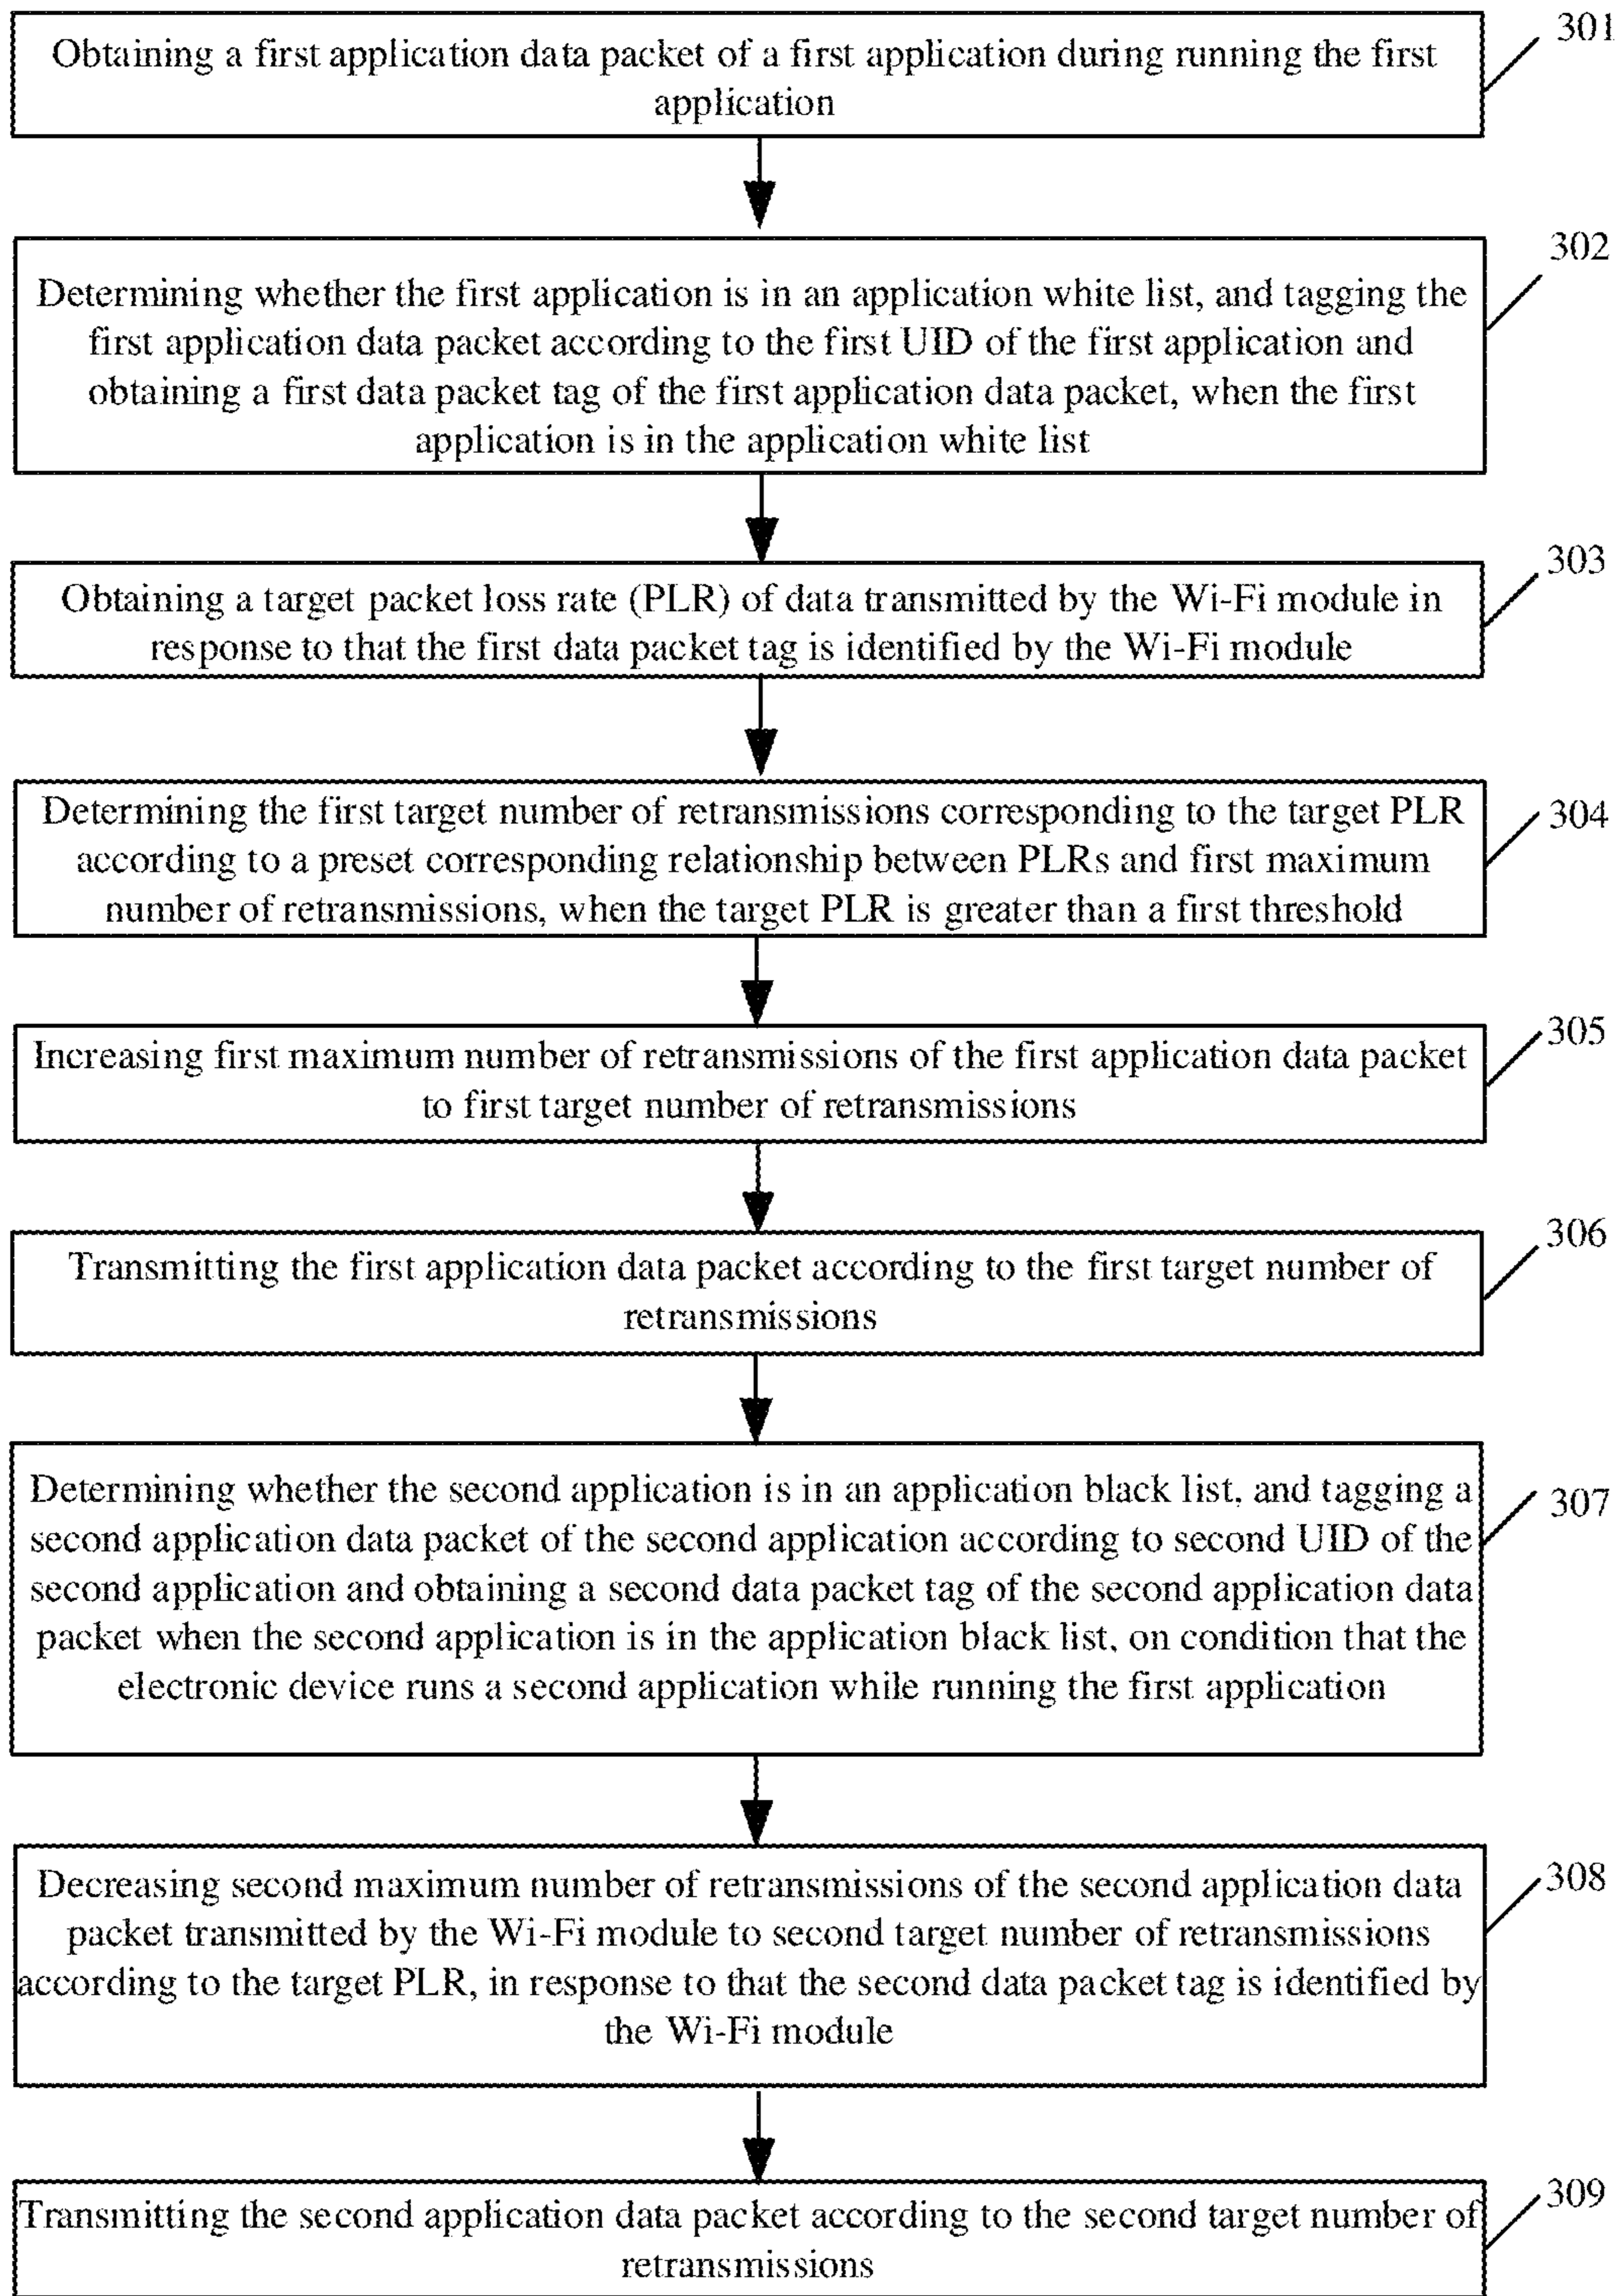 301
Obtaining a first application data packet of a first application during running the first
application
302
Determining whether the first application is in an application white list, and tagging the
first application data packet according to the first UID of the first application and
obtaining a first data packet tag of the first application data packet, when the first
application is in the application white list
303
Obtaining a target packet loss rate (PLR) of data transmitted by the Wi-Fi module in
response to that the first data packet tag is identified by the Wi-Fi module
304
Determining the first target number of retransmissions corresponding to the target PLR
according to a preset corresponding relationship between PLRs and first maximum
number of retransmissions, when the target PLR is greater than a first threshold
305
Increasing first maximum number of retransmissions of the first application data packet
to first target number of retransmissions
306
Transmitting the first application data packet according to the first target number of
retransmissions
307
Determining whether the second application is in an application black list, and tagging a
second application data packet of the second application according to second UID of the
second application and obtaining a second data packet tag of the second application data
packet when the second application is in the application black list, on condition that the
electronic device runs a second application while running the first application
308
Decreasing second maximum number of retransmissions of the second application data
packet transmitted by the Wi-Fi module to second target number of retransmissions
according to the target PLR, in response to that the second data packet tag is identified by
the Wi-Fi module
309
Transmitting the second application data packet according to the second target number of
retransmissions